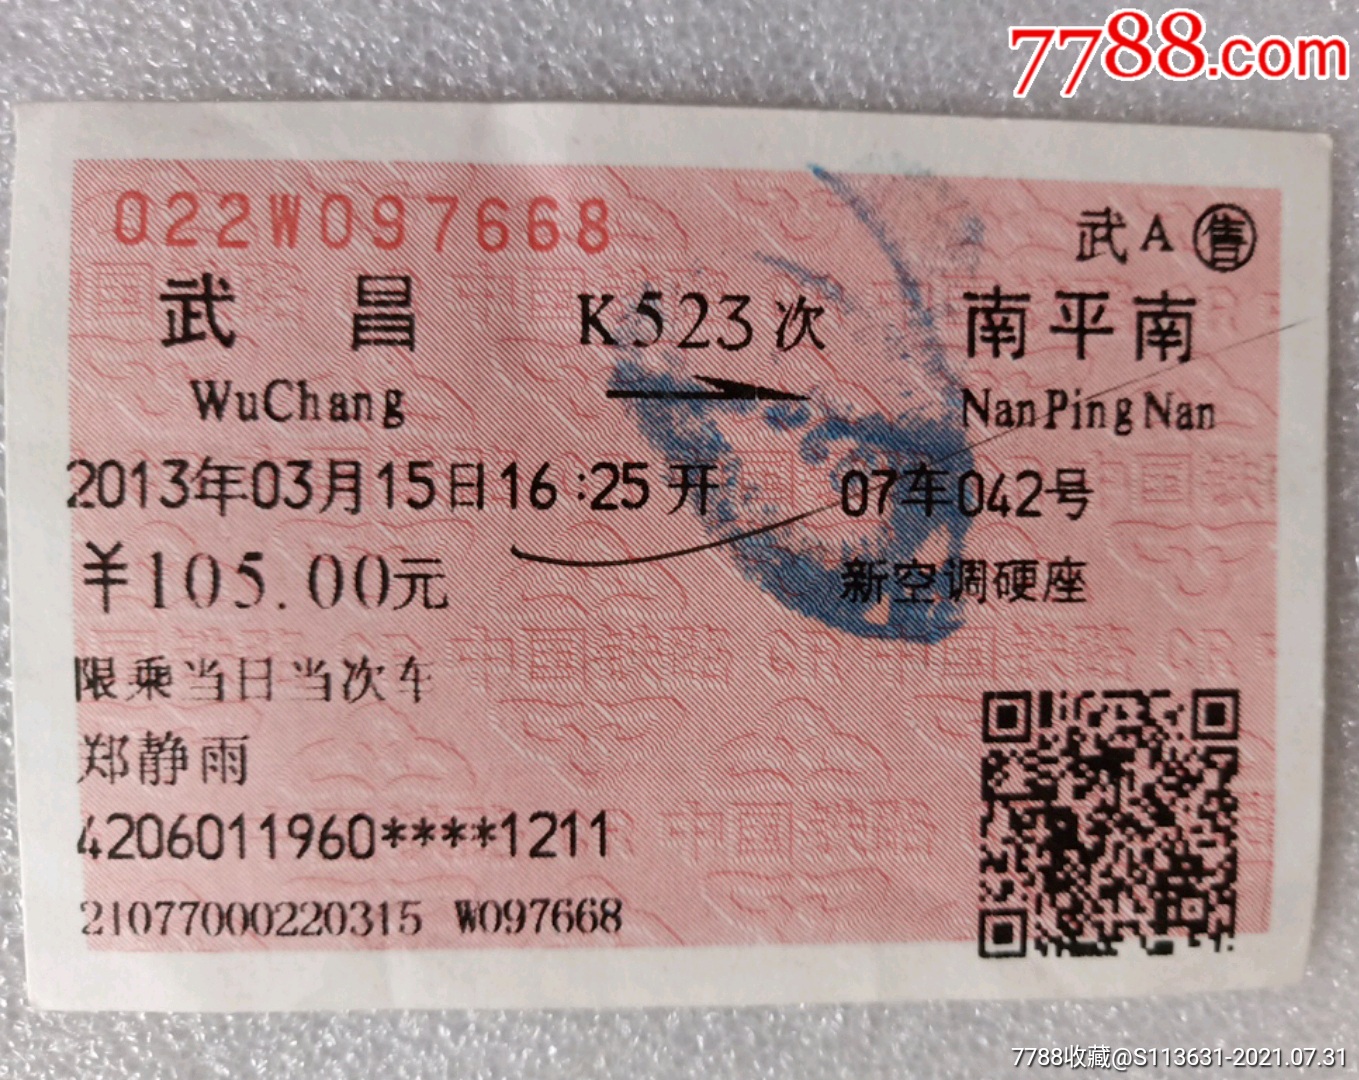 7788.com
022W097668
武A 售
武昌 K523次 南平南
WuChang NanPingNan
2013年03月15日16:25开 07车042号
¥105.00元 新空调硬座
限乘当日当次车
郑静雨
4206011960****1211
21077000220315 W097668
7788收藏@S113631-2021.07.31